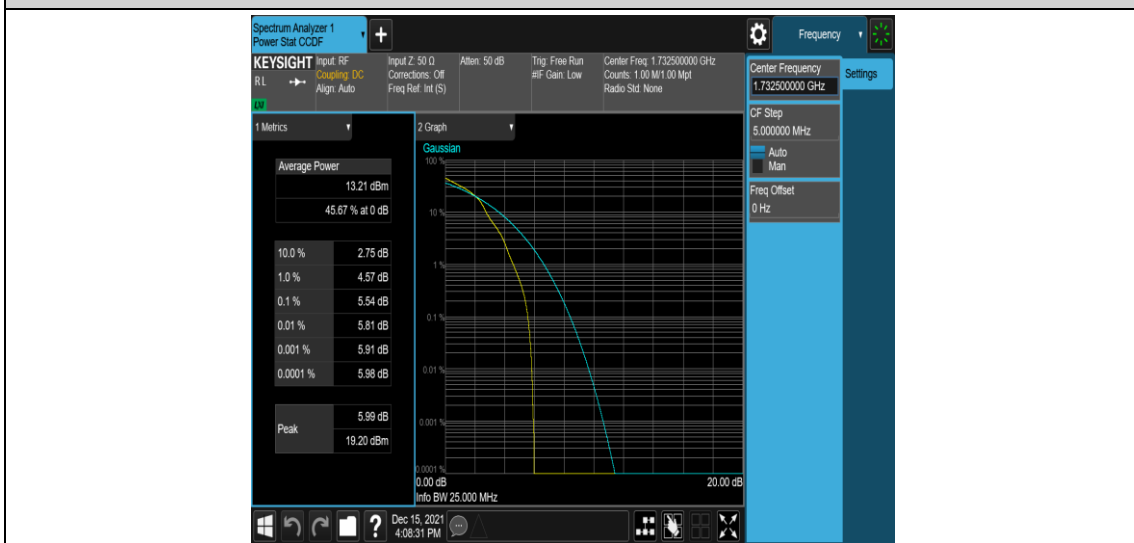 Spectrum Analyzer 1
Power Stat CCDF
+
Frequency
KEYSIGHT
RL
LXI
Input: RF
Coupling: DC
Align: Auto
Input Z: 50 Ω
Corrections: Off
Freq Ref: Int (S)
Atten: 50 dB
Trig: Free Run
#IF Gain: Low
Center Freq: 1.732500000 GHz
Counts: 1.00 M/1.00 Mpt
Radio Std: None
Center Frequency
1.732500000 GHz
Settings
CF Step
5.000000 MHz
Auto
Man
Freq Offset
0 Hz
1 Metrics
Average Power
13.21 dBm
45.67 % at 0 dB
10.0 % 2.75 dB
1.0 % 4.57 dB
0.1 % 5.54 dB
0.01 % 5.81 dB
0.001 % 5.91 dB
0.0001 % 5.98 dB
Peak 5.99 dB
19.20 dBm
2 Graph
Gaussian
100 %
10 %
1 %
0.1 %
0.01 %
0.001 %
0.0001 %
0.00 dB 20.00 dB
Info BW 25.000 MHz
?
Dec 15, 2021
4:08:31 PM